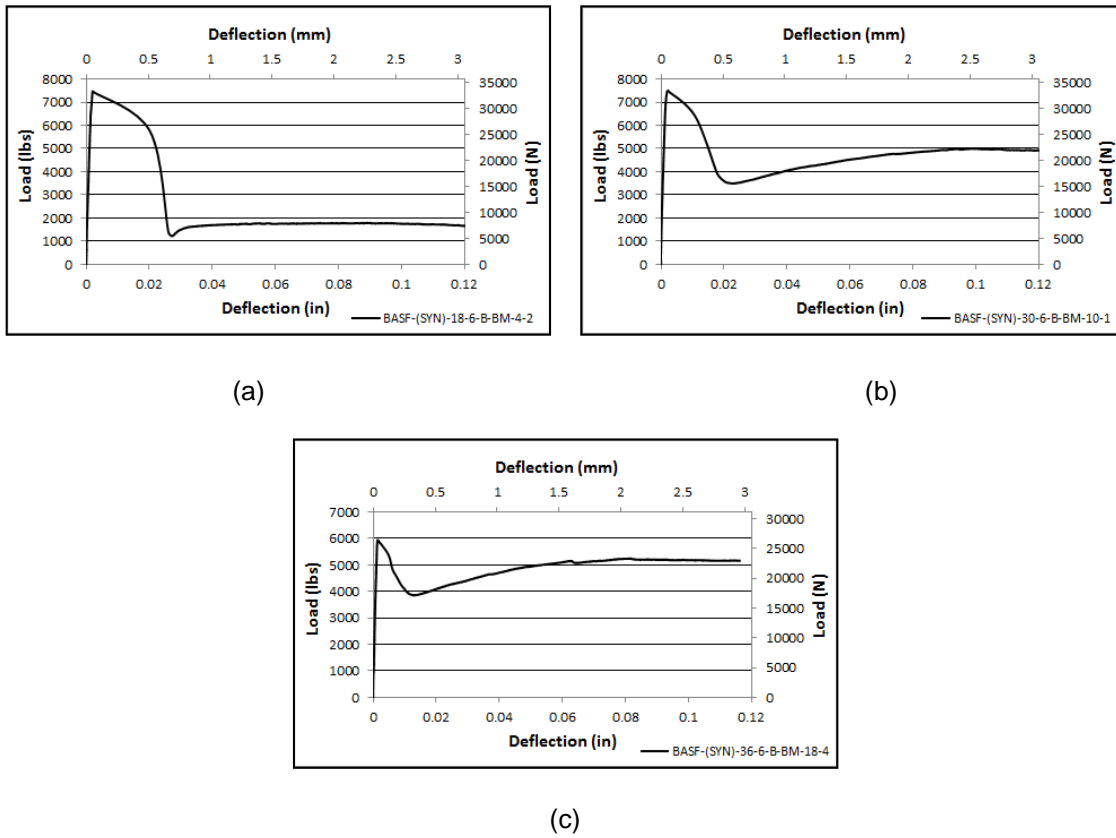 Deflection (mm)
0 0.5 1 1.5 2 2.5 3
8000 35000
7000 30000
6000 25000
5000 20000
4000 15000
3000 10000
2000 5000
1000 0
0
Load (lbs)
Load (N)
0 0.02 0.04 0.06 0.08 0.1 0.12
Deflection (in)
BASF-(SYN)-18-6-B-BM-4-2
(a)
Deflection (mm)
0 0.5 1 1.5 2 2.5 3
8000 35000
7000 30000
6000 25000
5000 20000
4000 15000
3000 10000
2000 5000
1000 0
0
Load (lbs)
Load (N)
0 0.02 0.04 0.06 0.08 0.1 0.12
Deflection (in)
BASF-(SYN)-30-6-B-BM-10-1
(b)
Deflection (mm)
0 0.5 1 1.5 2 2.5 3
7000 30000
6000 25000
5000 20000
4000 15000
3000 10000
2000 5000
1000 0
0
Load (lbs)
Load (N)
0 0.02 0.04 0.06 0.08 0.1 0.12
Deflection (in)
BASF-(SYN)-36-6-B-BM-18-4
(c)